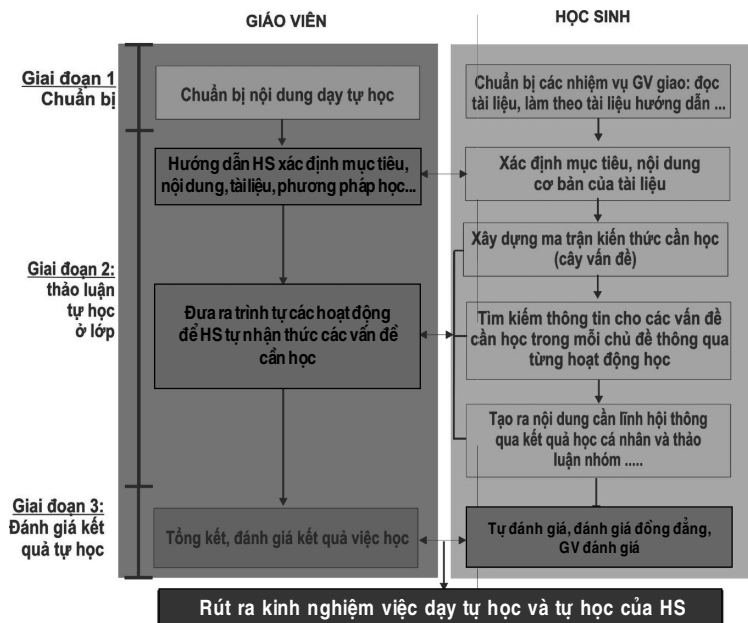 GIÁO VIÊN
HỌC SINH
Giai đoạn 1
Chuẩn bị
Chuẩn bị nội dung dạy tự học
Chuẩn bị các nhiệm vụ GV giao: đọc
tài liệu, làm theo tài liệu hướng dẫn ...
Hướng dẫn HS xác định mục tiêu,
nội dung, tài liệu, phương pháp học...
Xác định mục tiêu, nội dung
cơ bản của tài liệu
Giai đoạn 2:
thảo luận
tự học
ở lớp
Xây dựng ma trận kiến thức cần học
(cây vấn đề)
Đưa ra trình tự các hoạt động
để HS tự nhận thức các vấn đề
cần học
Tìm kiếm thông tin cho các vấn đề
cần học trong mỗi chủ đề thông qua
từng hoạt động học
Tạo ra nội dung cần lĩnh hội thông
qua kết quả học cá nhân và thảo
luận nhóm .....
Giai đoạn 3:
Đánh giá kết
quả tự học
Tổng kết, đánh giá kết quả việc học
Tự đánh giá, đánh giá đồng đẳng,
GV đánh giá
Rút ra kinh nghiệm việc dạy tự học và tự học của HS